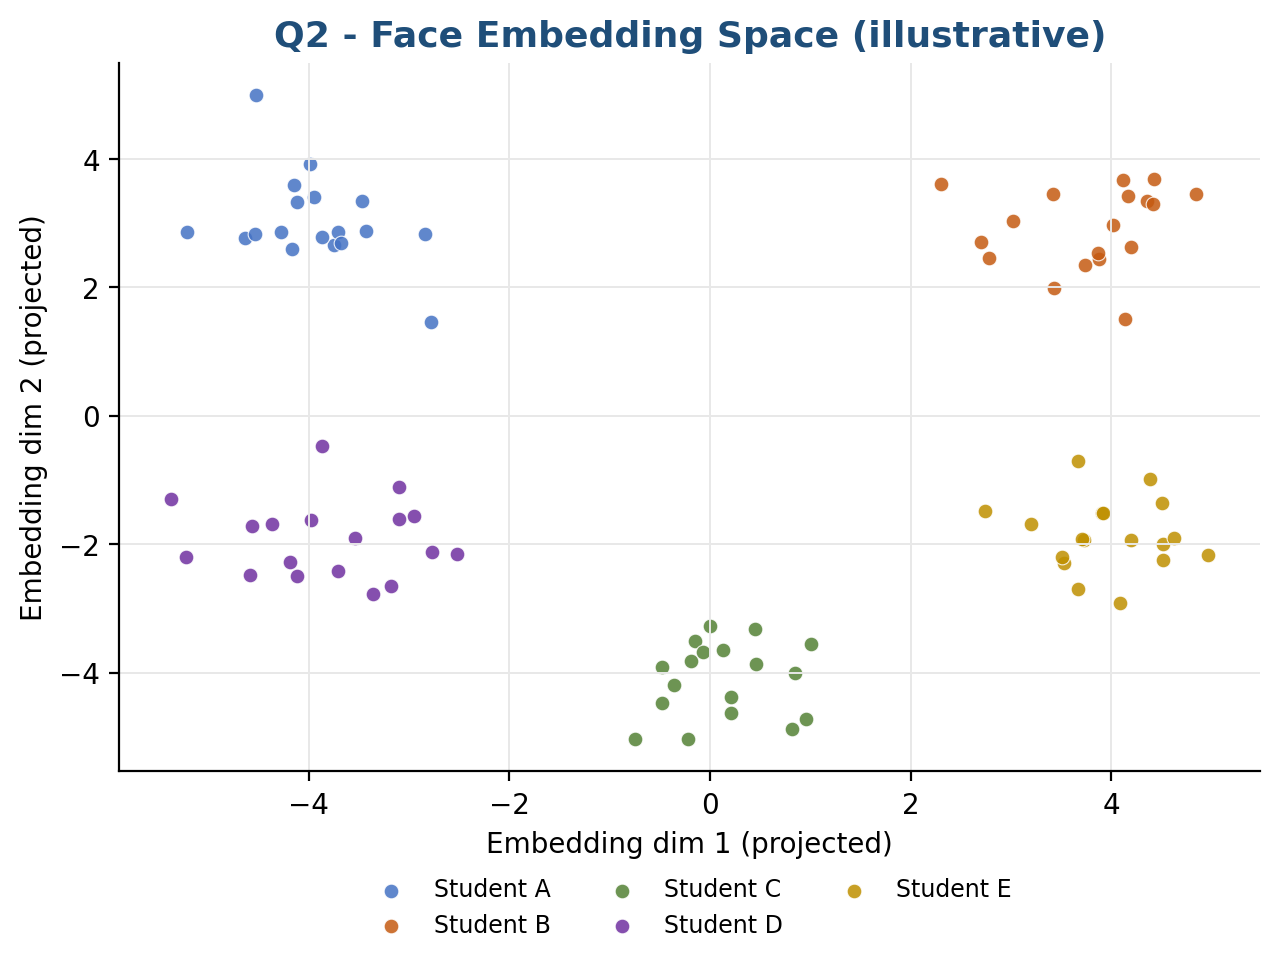 Q2 - Face Embedding Space (illustrative)
Embedding dim 2 (projected)
4
2
0
−2
−4
−4
−2
0
2
4
Embedding dim 1 (projected)
Student A
Student C
Student E
Student B
Student D